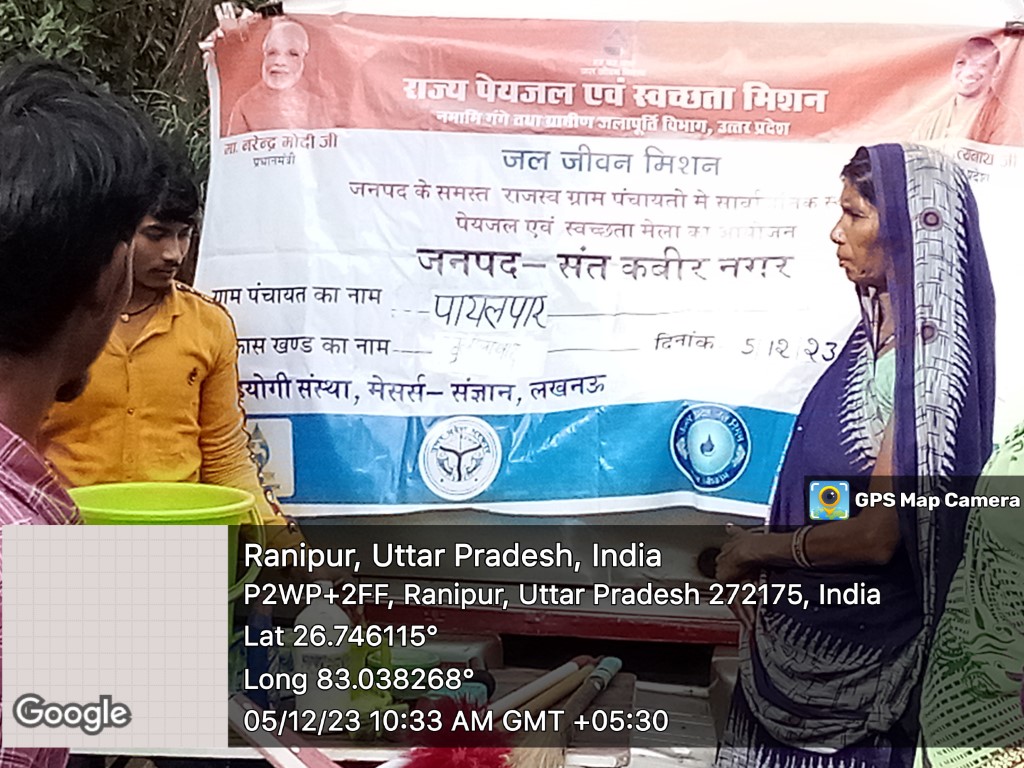 राज्य पेयजल एवं स्वच्छता मिशन
नमामि गंगे तथा ग्रामीण जलापूर्ति विभाग, उत्तर प्रदेश
मा. नरेन्द्र मोदी जी
प्रधानमंत्री
जल जीवन मिशन
जनपद के समस्त राजस्व ग्राम पंचायतो मे
पेयजल एवं स्वच्छता मेला का आयोजन
जनपद– संत कबीर नगर
ग्राम पंचायत का नाम पायलपार
खण्ड का नाम दिनांक 5/12/23
संस्था, मेसर्स– संज्ञान, लखनऊ
GPS Map Camera
Ranipur, Uttar Pradesh, India
P2WP+2FF, Ranipur, Uttar Pradesh 272175, India
Lat 26.746115°
Long 83.038268°
05/12/23 10:33 AM GMT +05:30
Google